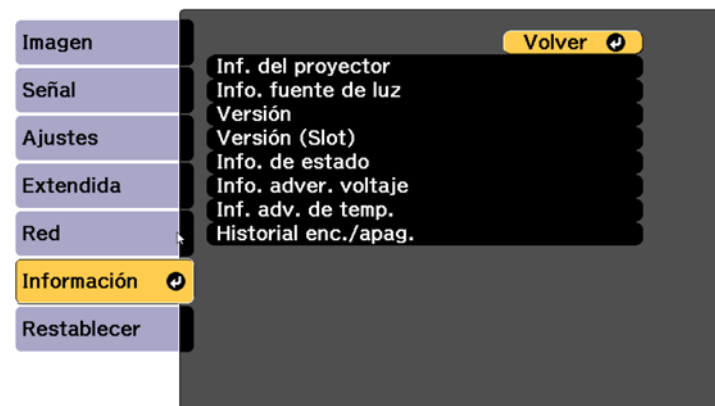 Imagen
Señal
Ajustes
Extendida
Red
Información
Restablecer
Volver
Inf. del proyector
Info. fuente de luz
Versión
Versión (Slot)
Info. de estado
Info. adver. voltaje
Inf. adv. de temp.
Historial enc./apag.